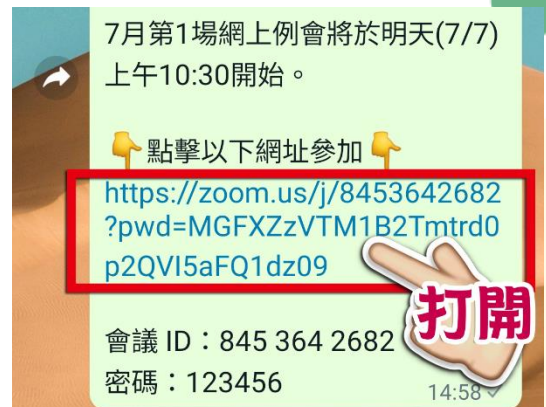 7月第1場網上例會將於明天(7/7)
上午10:30開始。
👇點擊以下網址參加👇
https://zoom.us/j/8453642682
?pwd=MGFXZzVTM1B2Tmtrd0
p2QVI5aFQ1dz09
打開
會議 ID：845 364 2682
密碼：123456
14:58